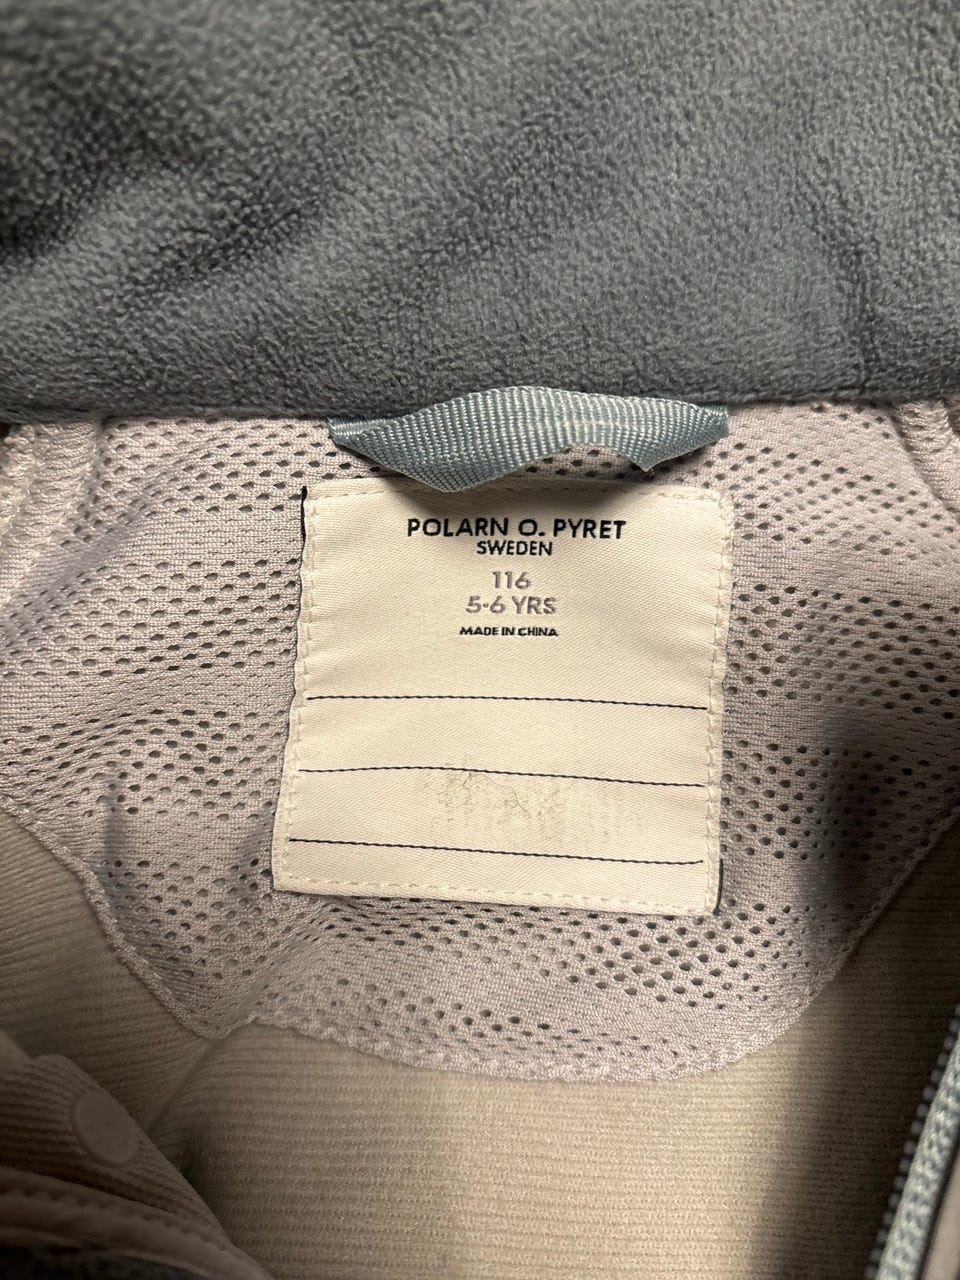 POLARN O. PYRET
SWEDEN
116
5-6 YRS
MADE IN CHINA